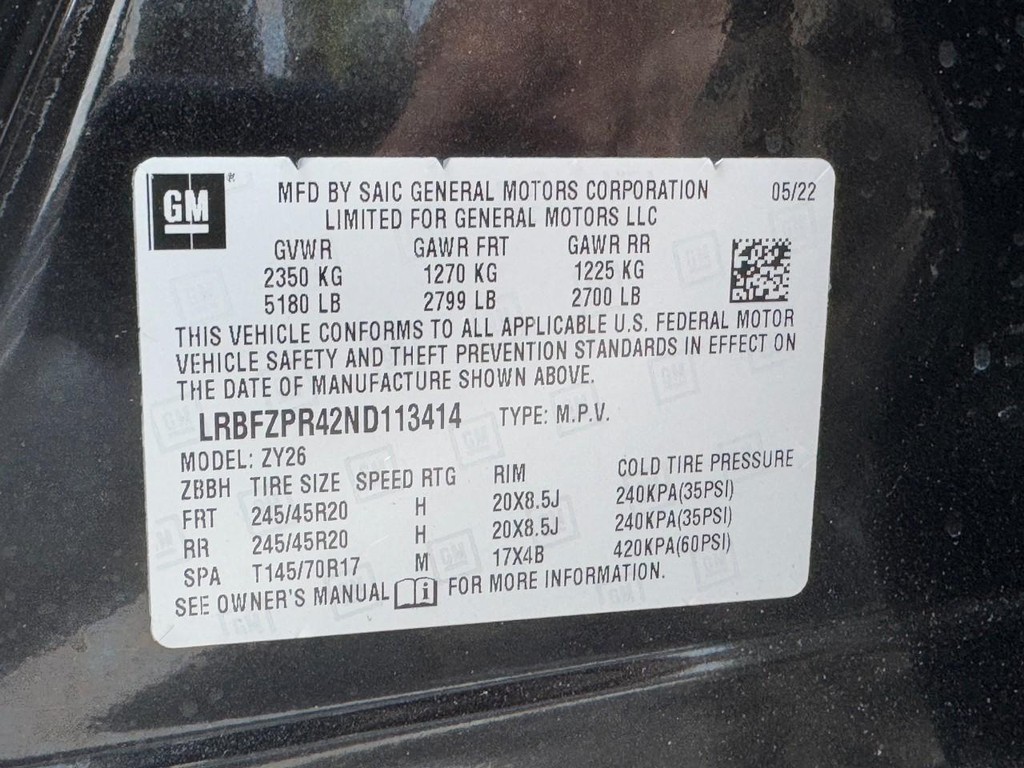 GM ® MFD BY SAIC GENERAL MOTORS CORPORATION 05/22
LIMITED FOR GENERAL MOTORS LLC
GVWR GAWR FRT GAWR RR
2350 KG 1270 KG 1225 KG
5180 LB 2799 LB 2700 LB
THIS VEHICLE CONFORMS TO ALL APPLICABLE U.S. FEDERAL MOTOR
VEHICLE SAFETY AND THEFT PREVENTION STANDARDS IN EFFECT ON
THE DATE OF MANUFACTURE SHOWN ABOVE.
LRBFZPR42ND113414 TYPE: M.P.V.
MODEL: ZY26
ZBBH TIRE SIZE SPEED RTG RIM COLD TIRE PRESSURE
FRT 245/45R20 H 20X8.5J 240KPA(35PSI)
RR 245/45R20 H 20X8.5J 240KPA(35PSI)
SPA T145/70R17 M 17X4B 420KPA(60PSI)
SEE OWNER'S MANUAL i FOR MORE INFORMATION.